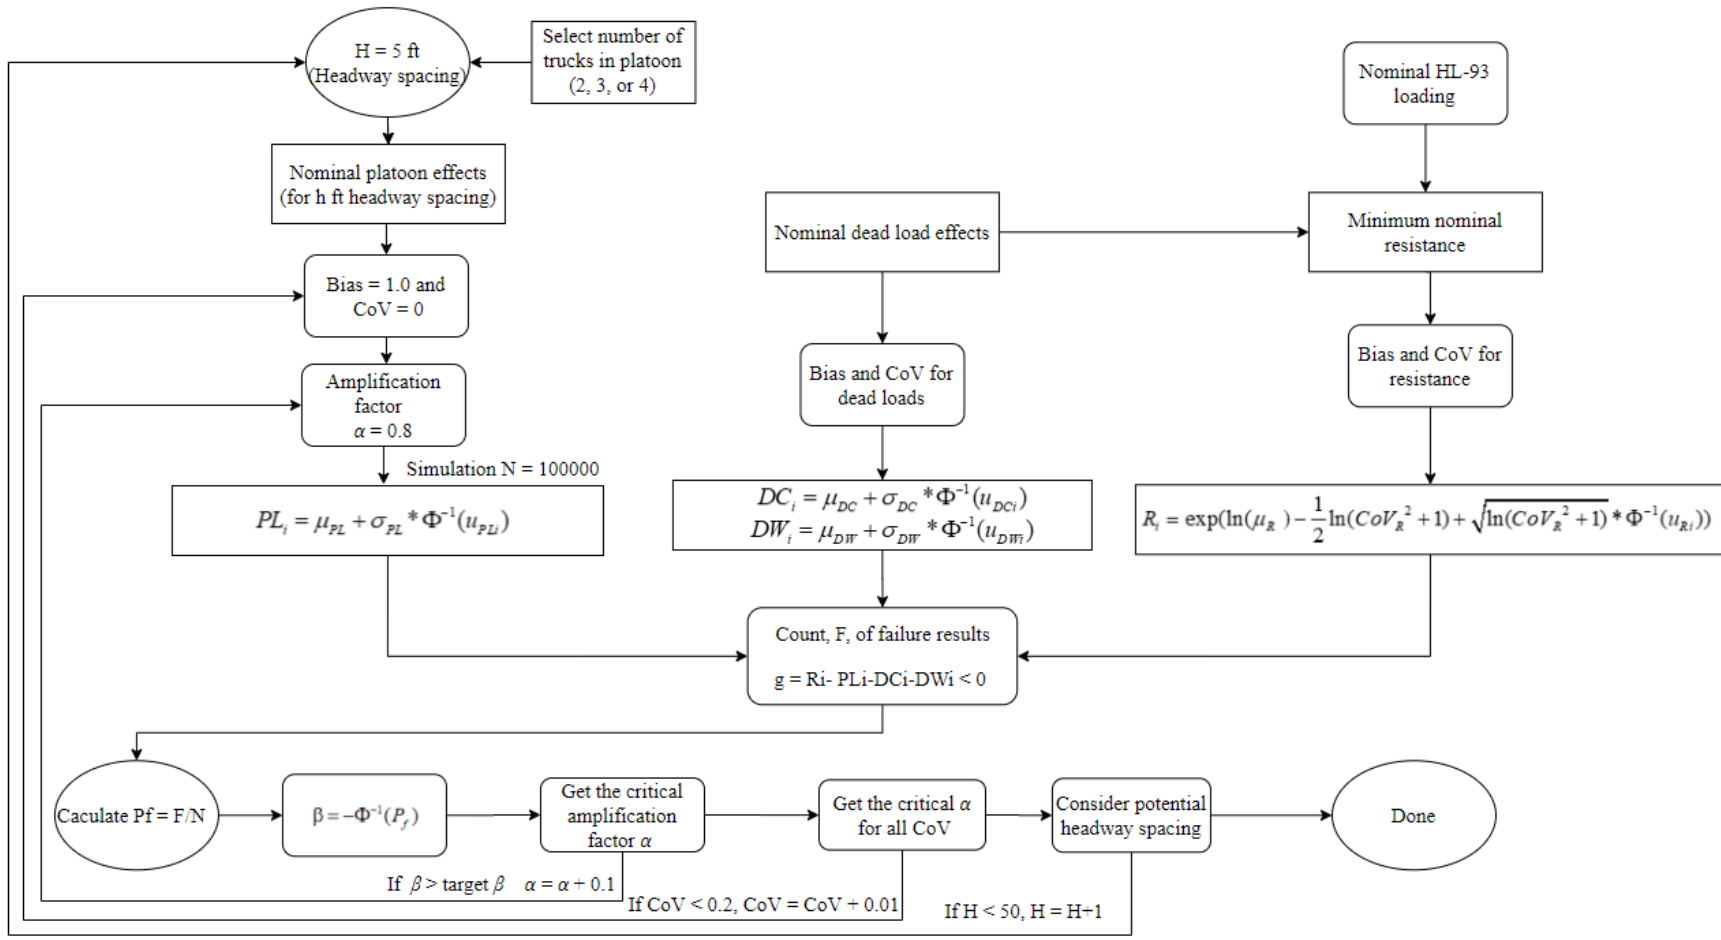 H = 5 ft
(Headway spacing)
Select number of
trucks in platoon
(2, 3, or 4)
Nominal HL-93
loading
Nominal platoon effects
(for h ft headway spacing)
Nominal dead load effects
Minimum nominal
resistance
Bias = 1.0 and
CoV = 0
Bias and CoV for
dead loads
Bias and CoV for
resistance
Amplification
factor
α = 0.8
Simulation N = 100000
PL_i = μ_PL + σ_PL * Φ⁻¹(u_PLi)
DC_i = μ_DC + σ_DC * Φ⁻¹(u_DCi)
DW_i = μ_DW + σ_DW * Φ⁻¹(u_DWi)
R_i = exp(ln(μ_R) − 1/2 ln(CoV_R² + 1) + √(ln(CoV_R² + 1)) * Φ⁻¹(u_Ri))
Count, F, of failure results
g = Ri- PLi-DCi-DWi < 0
Caculate Pf = F/N
β = −Φ⁻¹(P_f)
Get the critical
amplification
factor α
Get the critical α
for all CoV
Consider potential
headway spacing
Done
If β > target β α = α + 0.1
If CoV < 0.2, CoV = CoV + 0.01
If H < 50, H = H+1